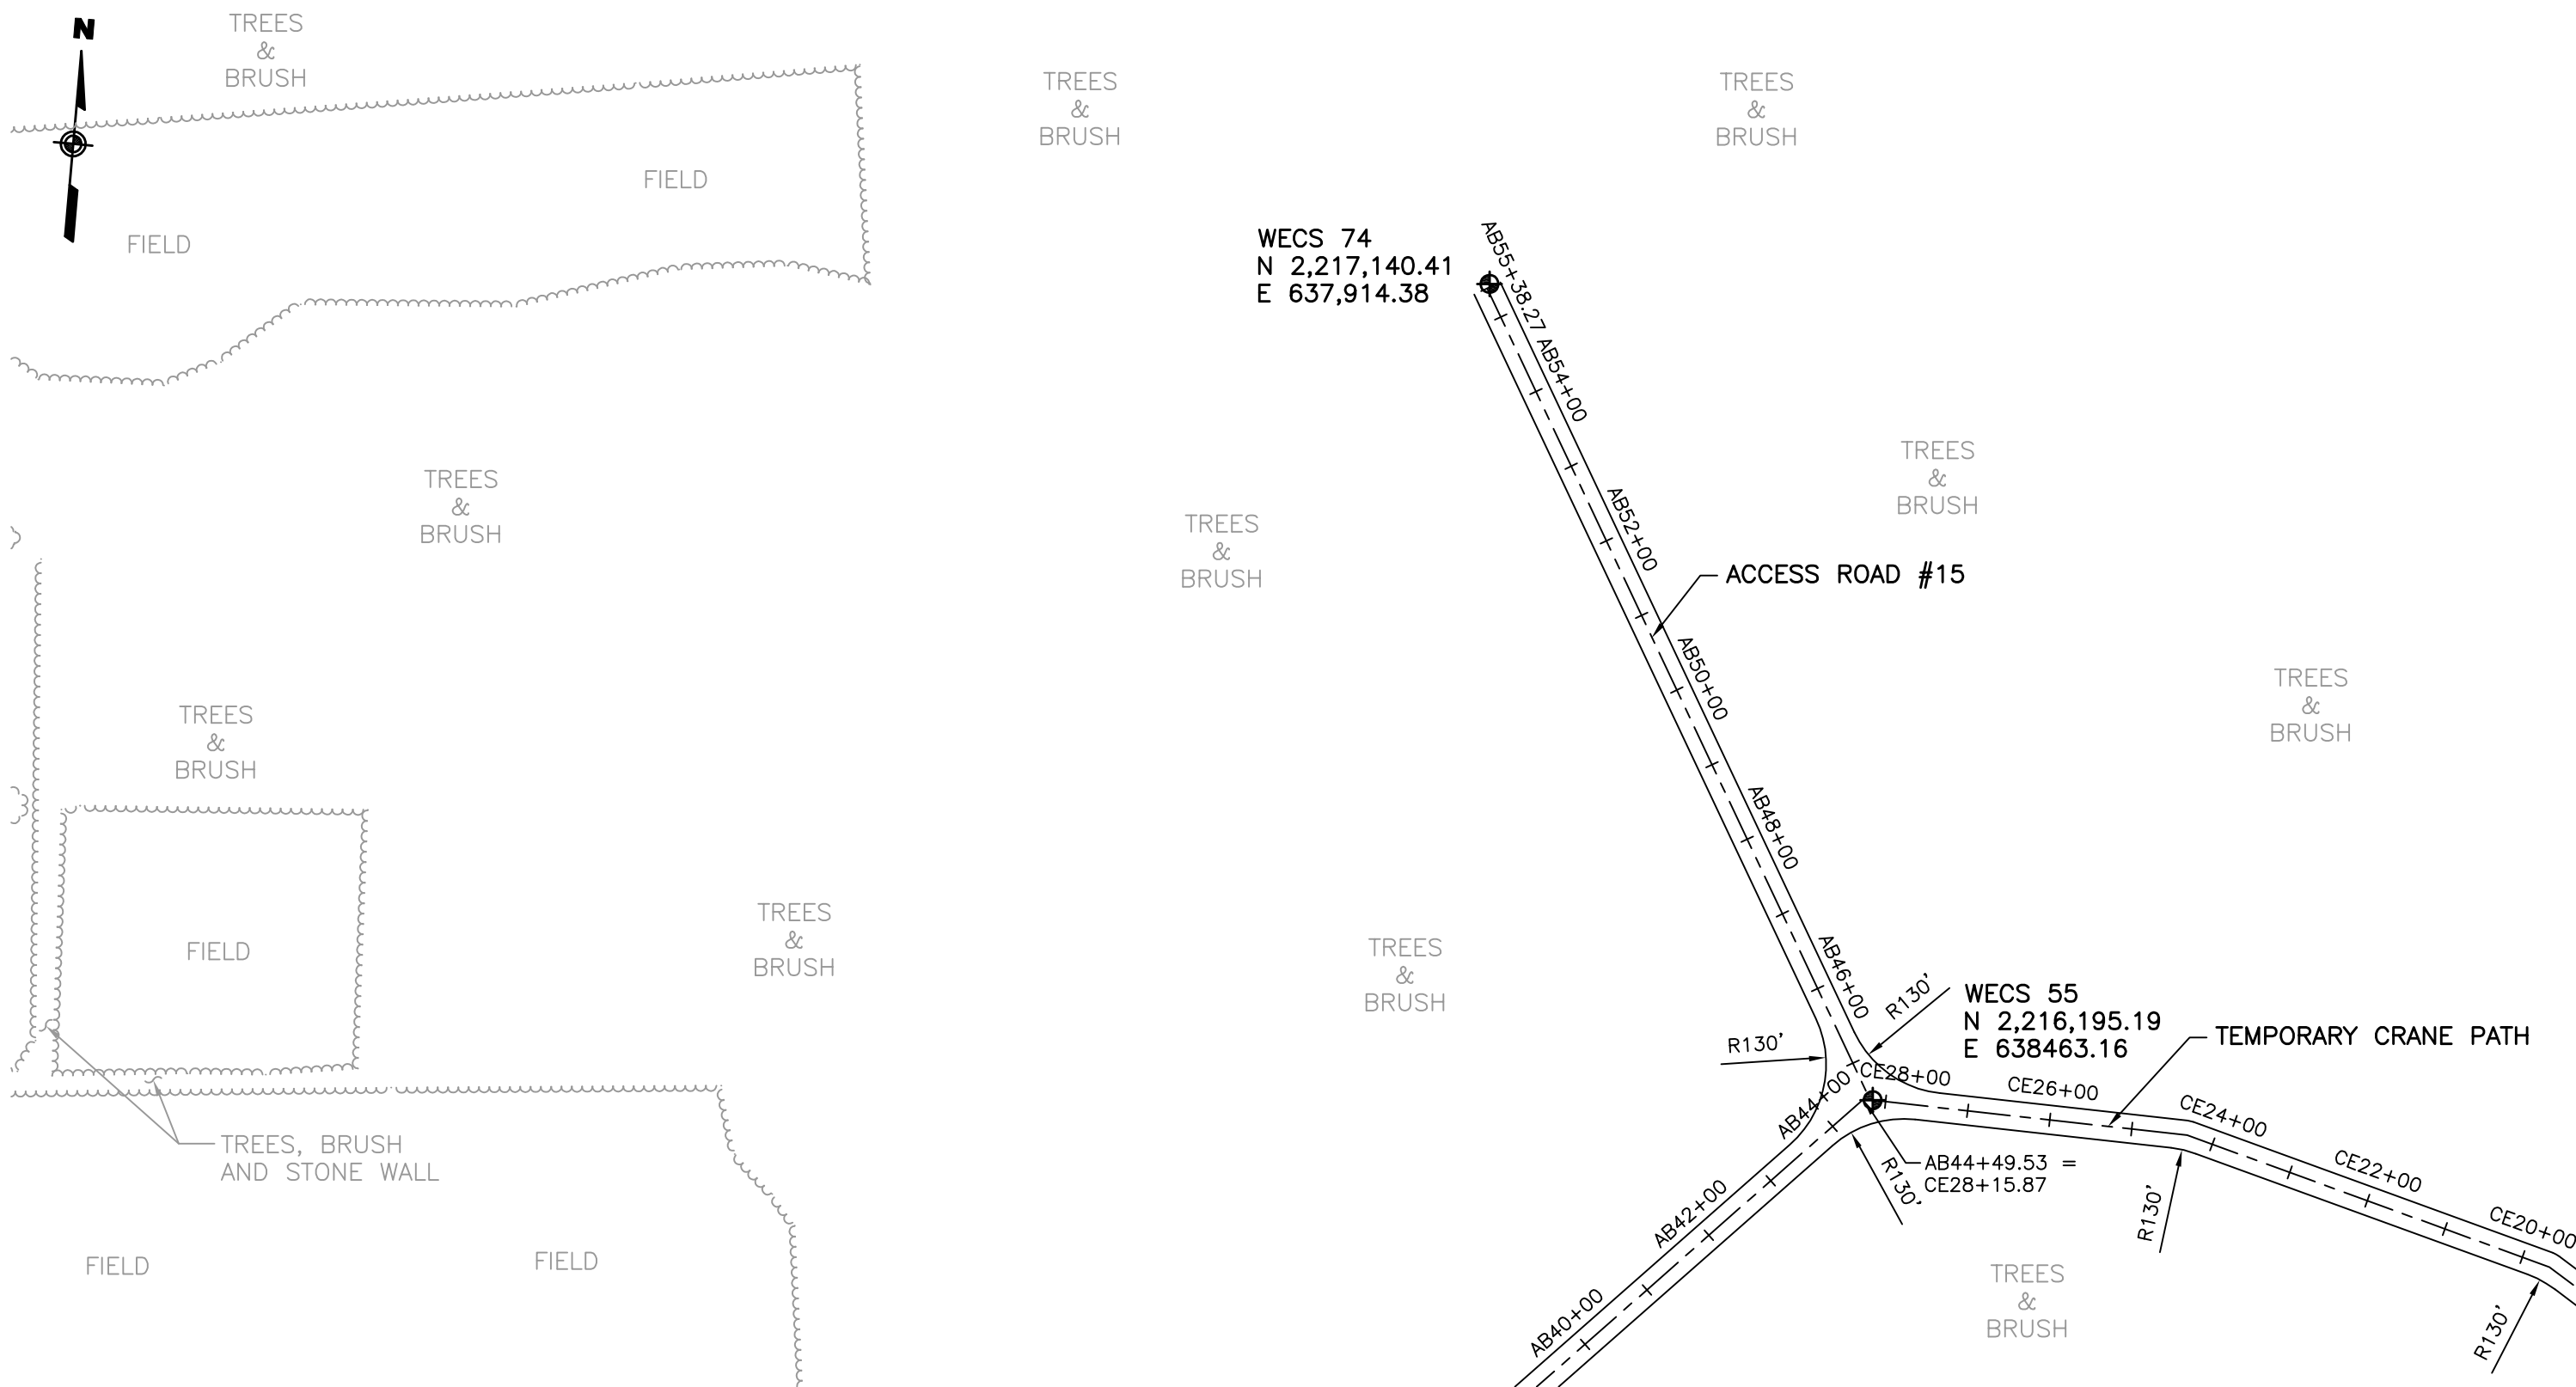 N
TREES
&
BRUSH
TREES
&
BRUSH
TREES
&
BRUSH
FIELD
FIELD
WECS 74
N 2,217,140.41
E 637,914.38
AB55+38.27
AB54+00
TREES
&
BRUSH
TREES
&
BRUSH
TREES
&
BRUSH
AB52+00
ACCESS ROAD #15
AB50+00
TREES
&
BRUSH
TREES
&
BRUSH
AB48+00
FIELD
TREES
&
BRUSH
TREES
&
BRUSH
AB46+00
R130'
WECS 55
N 2,216,195.19
E 638463.16
TEMPORARY CRANE PATH
R130'
CE28+00
CE26+00
CE24+00
AB44+00
TREES, BRUSH
AND STONE WALL
AB44+49.53 =
CE28+15.87
R130'
CE22+00
R130'
CE20+00
AB42+00
FIELD
FIELD
TREES
&
BRUSH
AB40+00
R130'